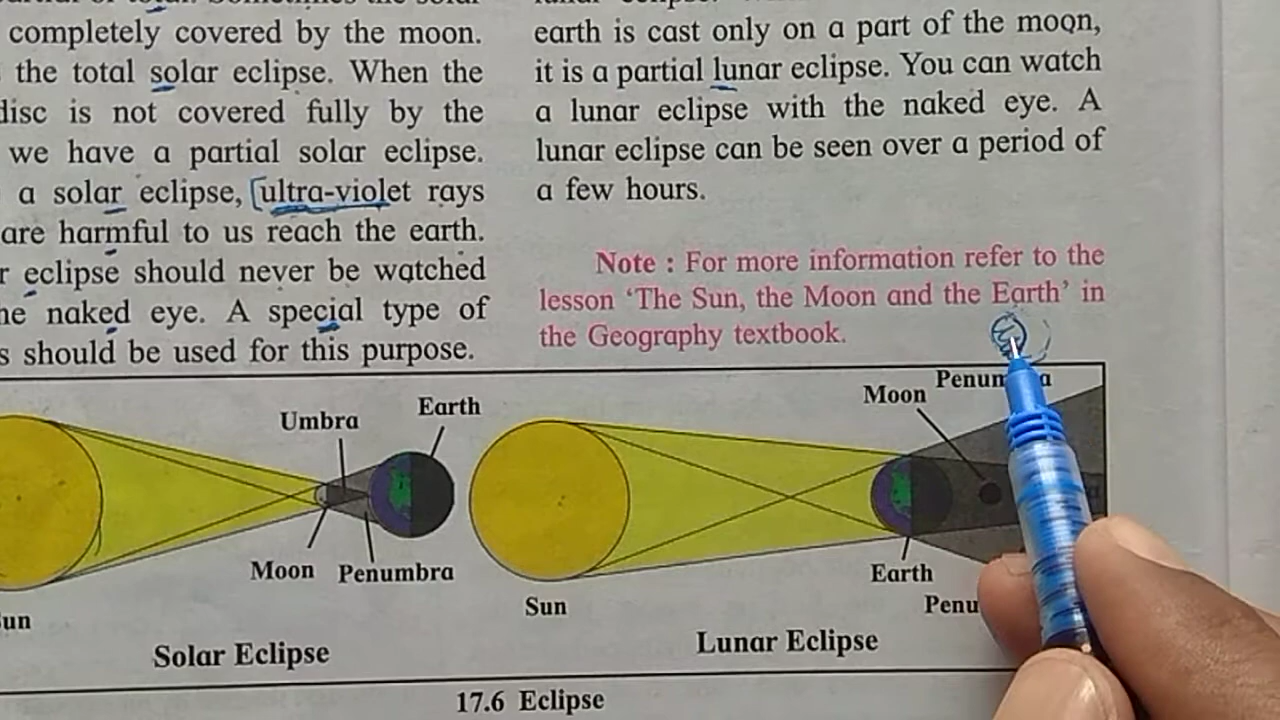 completely covered by the moon.
the total solar eclipse. When the
disc is not covered fully by the
we have a partial solar eclipse.
a solar eclipse, ultra-violet rays
are harmful to us reach the earth.
eclipse should never be watched
naked eye. A special type of
should be used for this purpose.
earth is cast only on a part of the moon,
it is a partial lunar eclipse. You can watch
a lunar eclipse with the naked eye. A
lunar eclipse can be seen over a period of
a few hours.
Note : For more information refer to the
lesson ‘The Sun, the Moon and the Earth’ in
the Geography textbook.
Umbra
Earth
Moon
Penumbra
Solar Eclipse
Moon
Sun
Earth
Lunar Eclipse
17.6 Eclipse